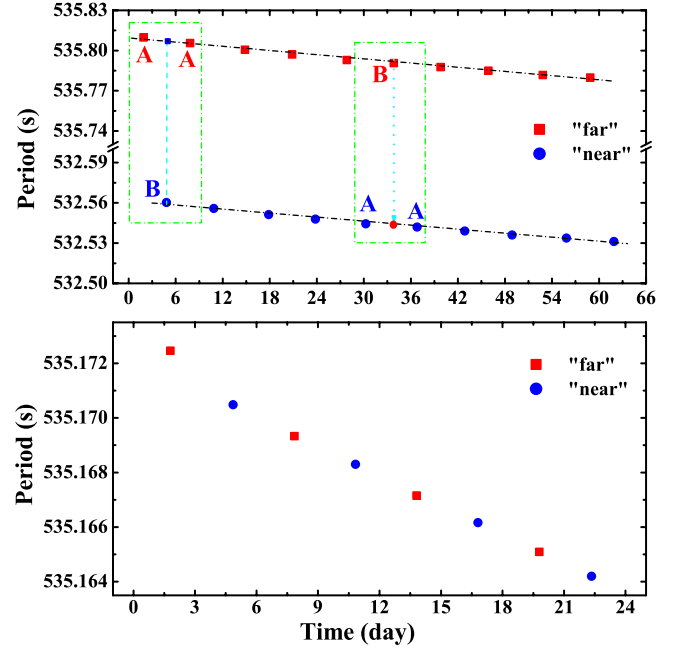 535.83
535.80
535.77
535.74
532.59
532.56
532.53
532.50
Period (s)
A
A
B
B
A
A
"far"
"near"
0 6 12 18 24 30 36 42 48 54 60 66
535.172
535.170
535.168
535.166
535.164
Period (s)
"far"
"near"
0 3 6 9 12 15 18 21 24
Time (day)